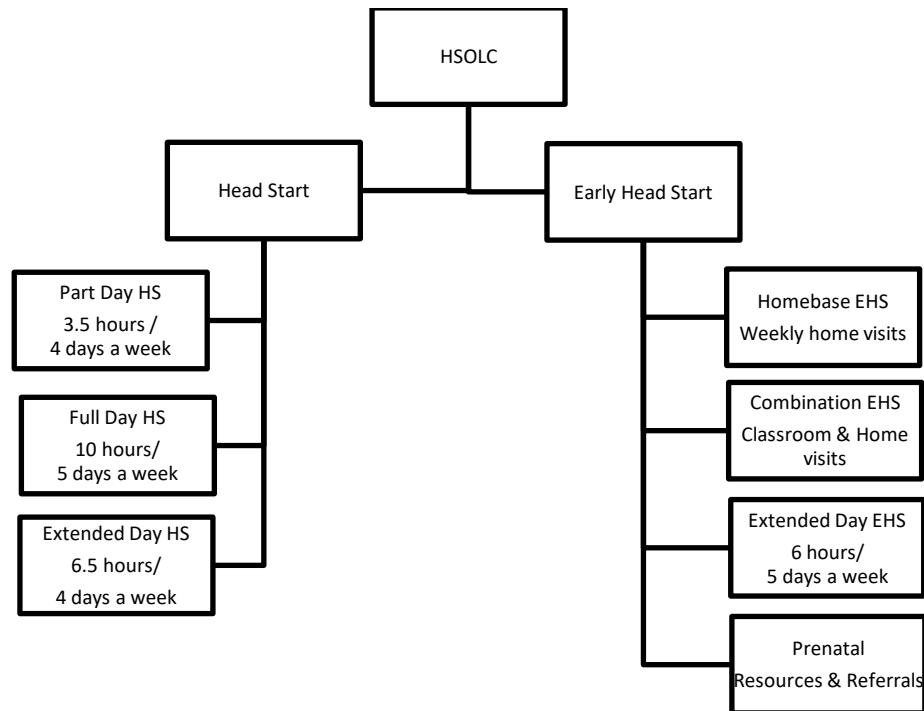 HSOLC
Head Start
Early Head Start
Part Day HS
3.5 hours /
4 days a week
Full Day HS
10 hours/
5 days a week
Extended Day HS
6.5 hours/
4 days a week
Homebase EHS
Weekly home visits
Combination EHS
Classroom & Home
visits
Extended Day EHS
6 hours/
5 days a week
Prenatal
Resources & Referrals